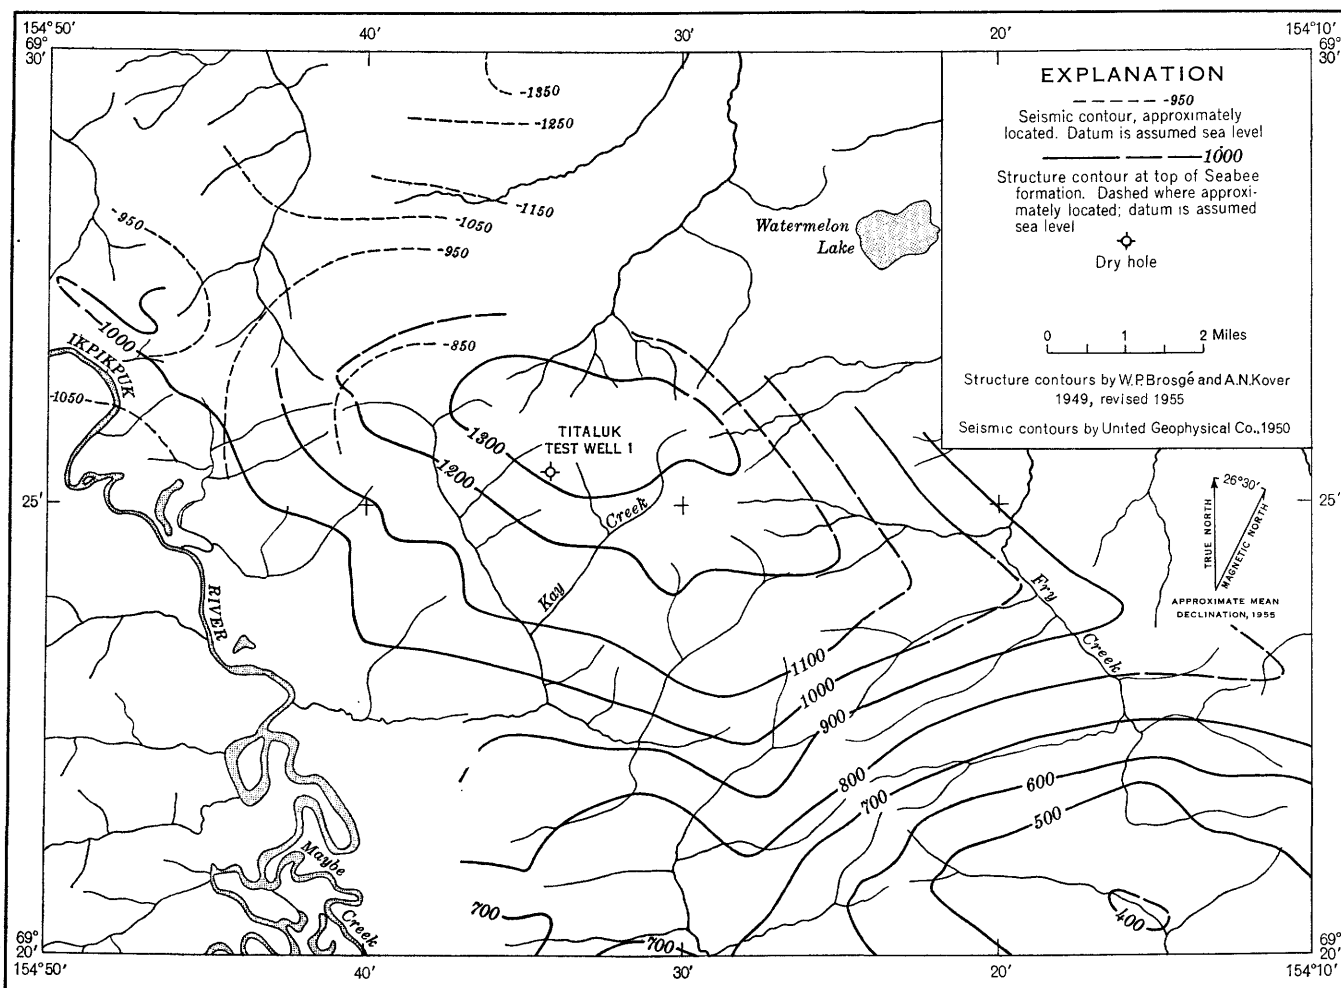 154°50'
40'
30'
20'
154°10'
69°
30'
69°
30'
-1350
-1250
-1150
-1050
-950
-950
-850
-1050
Watermelon
Lake
EXPLANATION
-950
Seismic contour, approximately
located. Datum is assumed sea level
1000
Structure contour at top of Seabee
formation. Dashed where approxi-
mately located; datum is assumed
sea level
Dry hole
0 1 2 Miles
Structure contours by W.P. Brosgé and A.N. Kover
1949, revised 1955
Seismic contours by United Geophysical Co., 1950
1000
IKPIKPUK
RIVER
1300
1200
TITALUK
TEST WELL 1
Kay
Creek
25'
25'
26°30'
TRUE NORTH
MAGNETIC NORTH
APPROXIMATE MEAN
DECLINATION, 1955
Fry
Creek
1100
1000
900
800
700
600
500
400
700
700
Maybe
Creek
69°
20'
69°
20'
154°50'
40'
30'
20'
154°10'